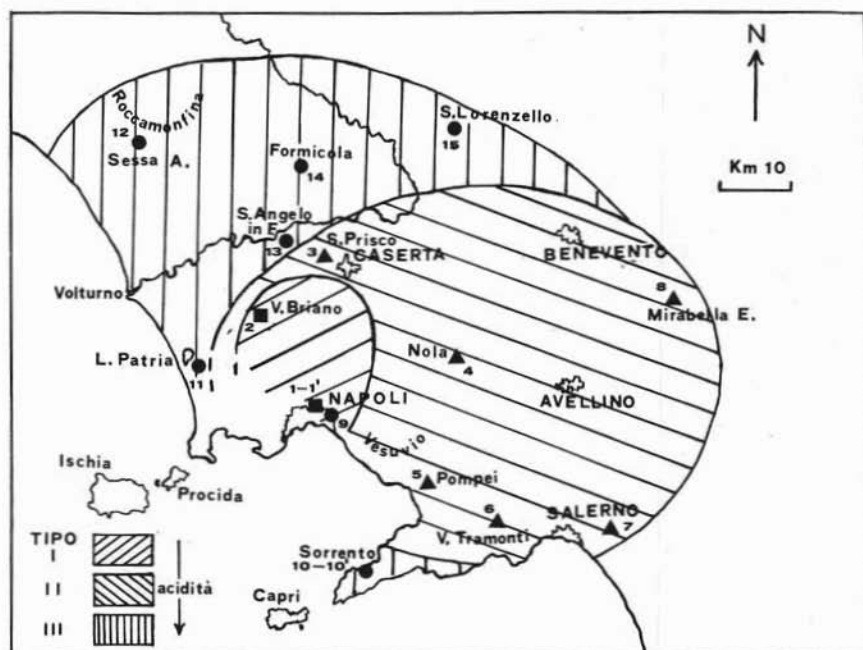 N
Km 10
Roccamonfina
12
Sessa A.
S. Lorenzello
15
Formicola
14
S. Angelo
in F.
13
S. Prisco
3
CASERTA
BENEVENTO
8
Mirabella E.
Volturno
V. Briano
2
L. Patria
11
Nola
4
AVELLINO
1-1'
NAPOLI
9
Vesuvio
Ischia
Procida
5
Pompei
6
V. Tramonti
SALERNO
7
Sorrento
10-10'
Capri
TIPO
I
II
III
acidità